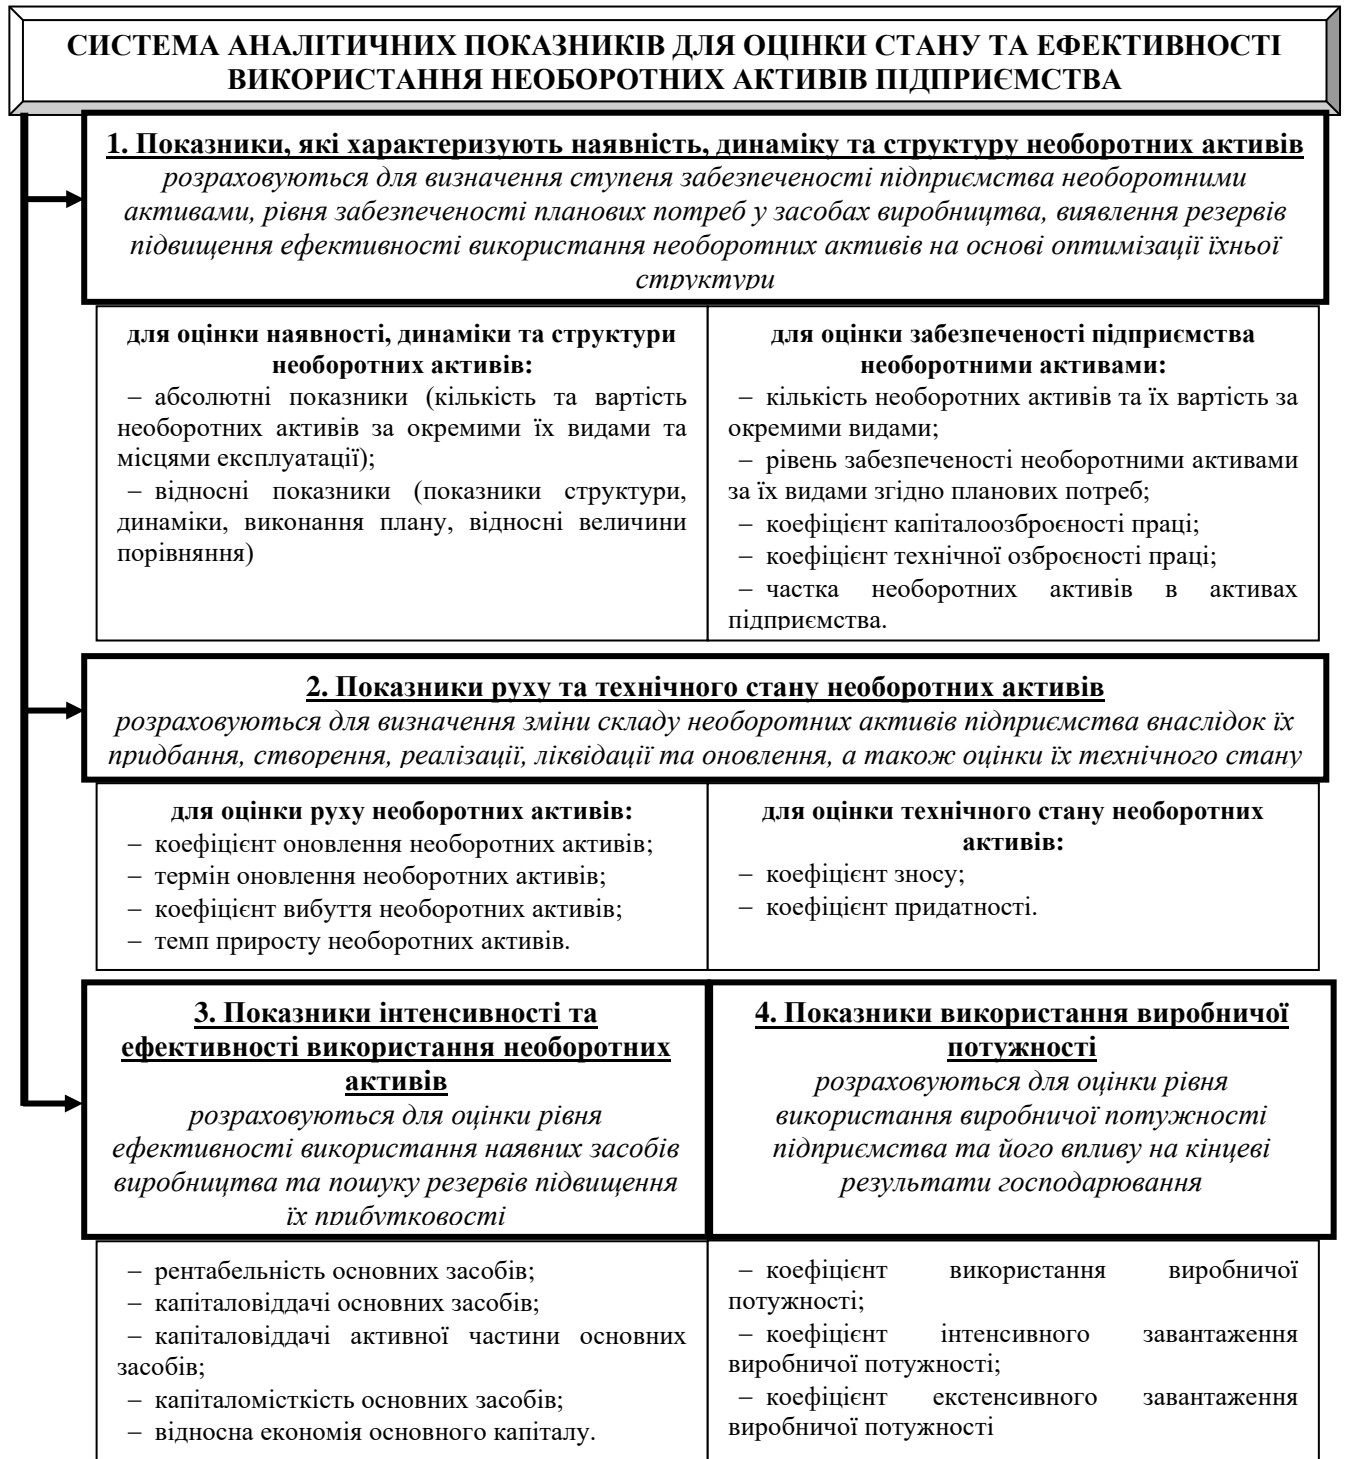 СИСТЕМА АНАЛІТИЧНИХ ПОКАЗНИКІВ ДЛЯ ОЦІНКИ СТАНУ ТА ЕФЕКТИВНОСТІ
ВИКОРИСТАННЯ НЕОБОРОТНИХ АКТИВІВ ПІДПРИЄМСТВА
1. Показники, які характеризують наявність, динаміку та структуру необоротних активів
розраховуються для визначення ступеня забезпеченості підприємства необоротними
активами, рівня забезпеченості планових потреб у засобах виробництва, виявлення резервів
підвищення ефективності використання необоротних активів на основі оптимізації їхньої
структури
для оцінки наявності, динаміки та структури
необоротних активів:
– абсолютні показники (кількість та вартість
необоротних активів за окремими їх видами та
місцями експлуатації);
– відносні показники (показники структури,
динаміки, виконання плану, відносні величини
порівняння)
для оцінки забезпеченості підприємства
необоротними активами:
– кількість необоротних активів та їх вартість за
окремими видами;
– рівень забезпеченості необоротними активами
за їх видами згідно планових потреб;
– коефіцієнт капіталоозброєності праці;
– коефіцієнт технічної озброєності праці;
– частка необоротних активів в активах
підприємства.
2. Показники руху та технічного стану необоротних активів
розраховуються для визначення зміни складу необоротних активів підприємства внаслідок їх
придбання, створення, реалізації, ліквідації та оновлення, а також оцінки їх технічного стану
для оцінки руху необоротних активів:
– коефіцієнт оновлення необоротних активів;
– термін оновлення необоротних активів;
– коефіцієнт вибуття необоротних активів;
– темп приросту необоротних активів.
для оцінки технічного стану необоротних
активів:
– коефіцієнт зносу;
– коефіцієнт придатності.
3. Показники інтенсивності та
ефективності використання необоротних
активів
розраховуються для оцінки рівня
ефективності використання наявних засобів
виробництва та пошуку резервів підвищення
їх прибутковості
4. Показники використання виробничої
потужності
розраховуються для оцінки рівня
використання виробничої потужності
підприємства та його впливу на кінцеві
результати господарювання
– рентабельність основних засобів;
– капіталовіддачі основних засобів;
– капіталовіддачі активної частини основних
засобів;
– капіталомісткість основних засобів;
– відносна економія основного капіталу.
– коефіцієнт використання виробничої
потужності;
– коефіцієнт інтенсивного завантаження
виробничої потужності;
– коефіцієнт екстенсивного завантаження
виробничої потужності